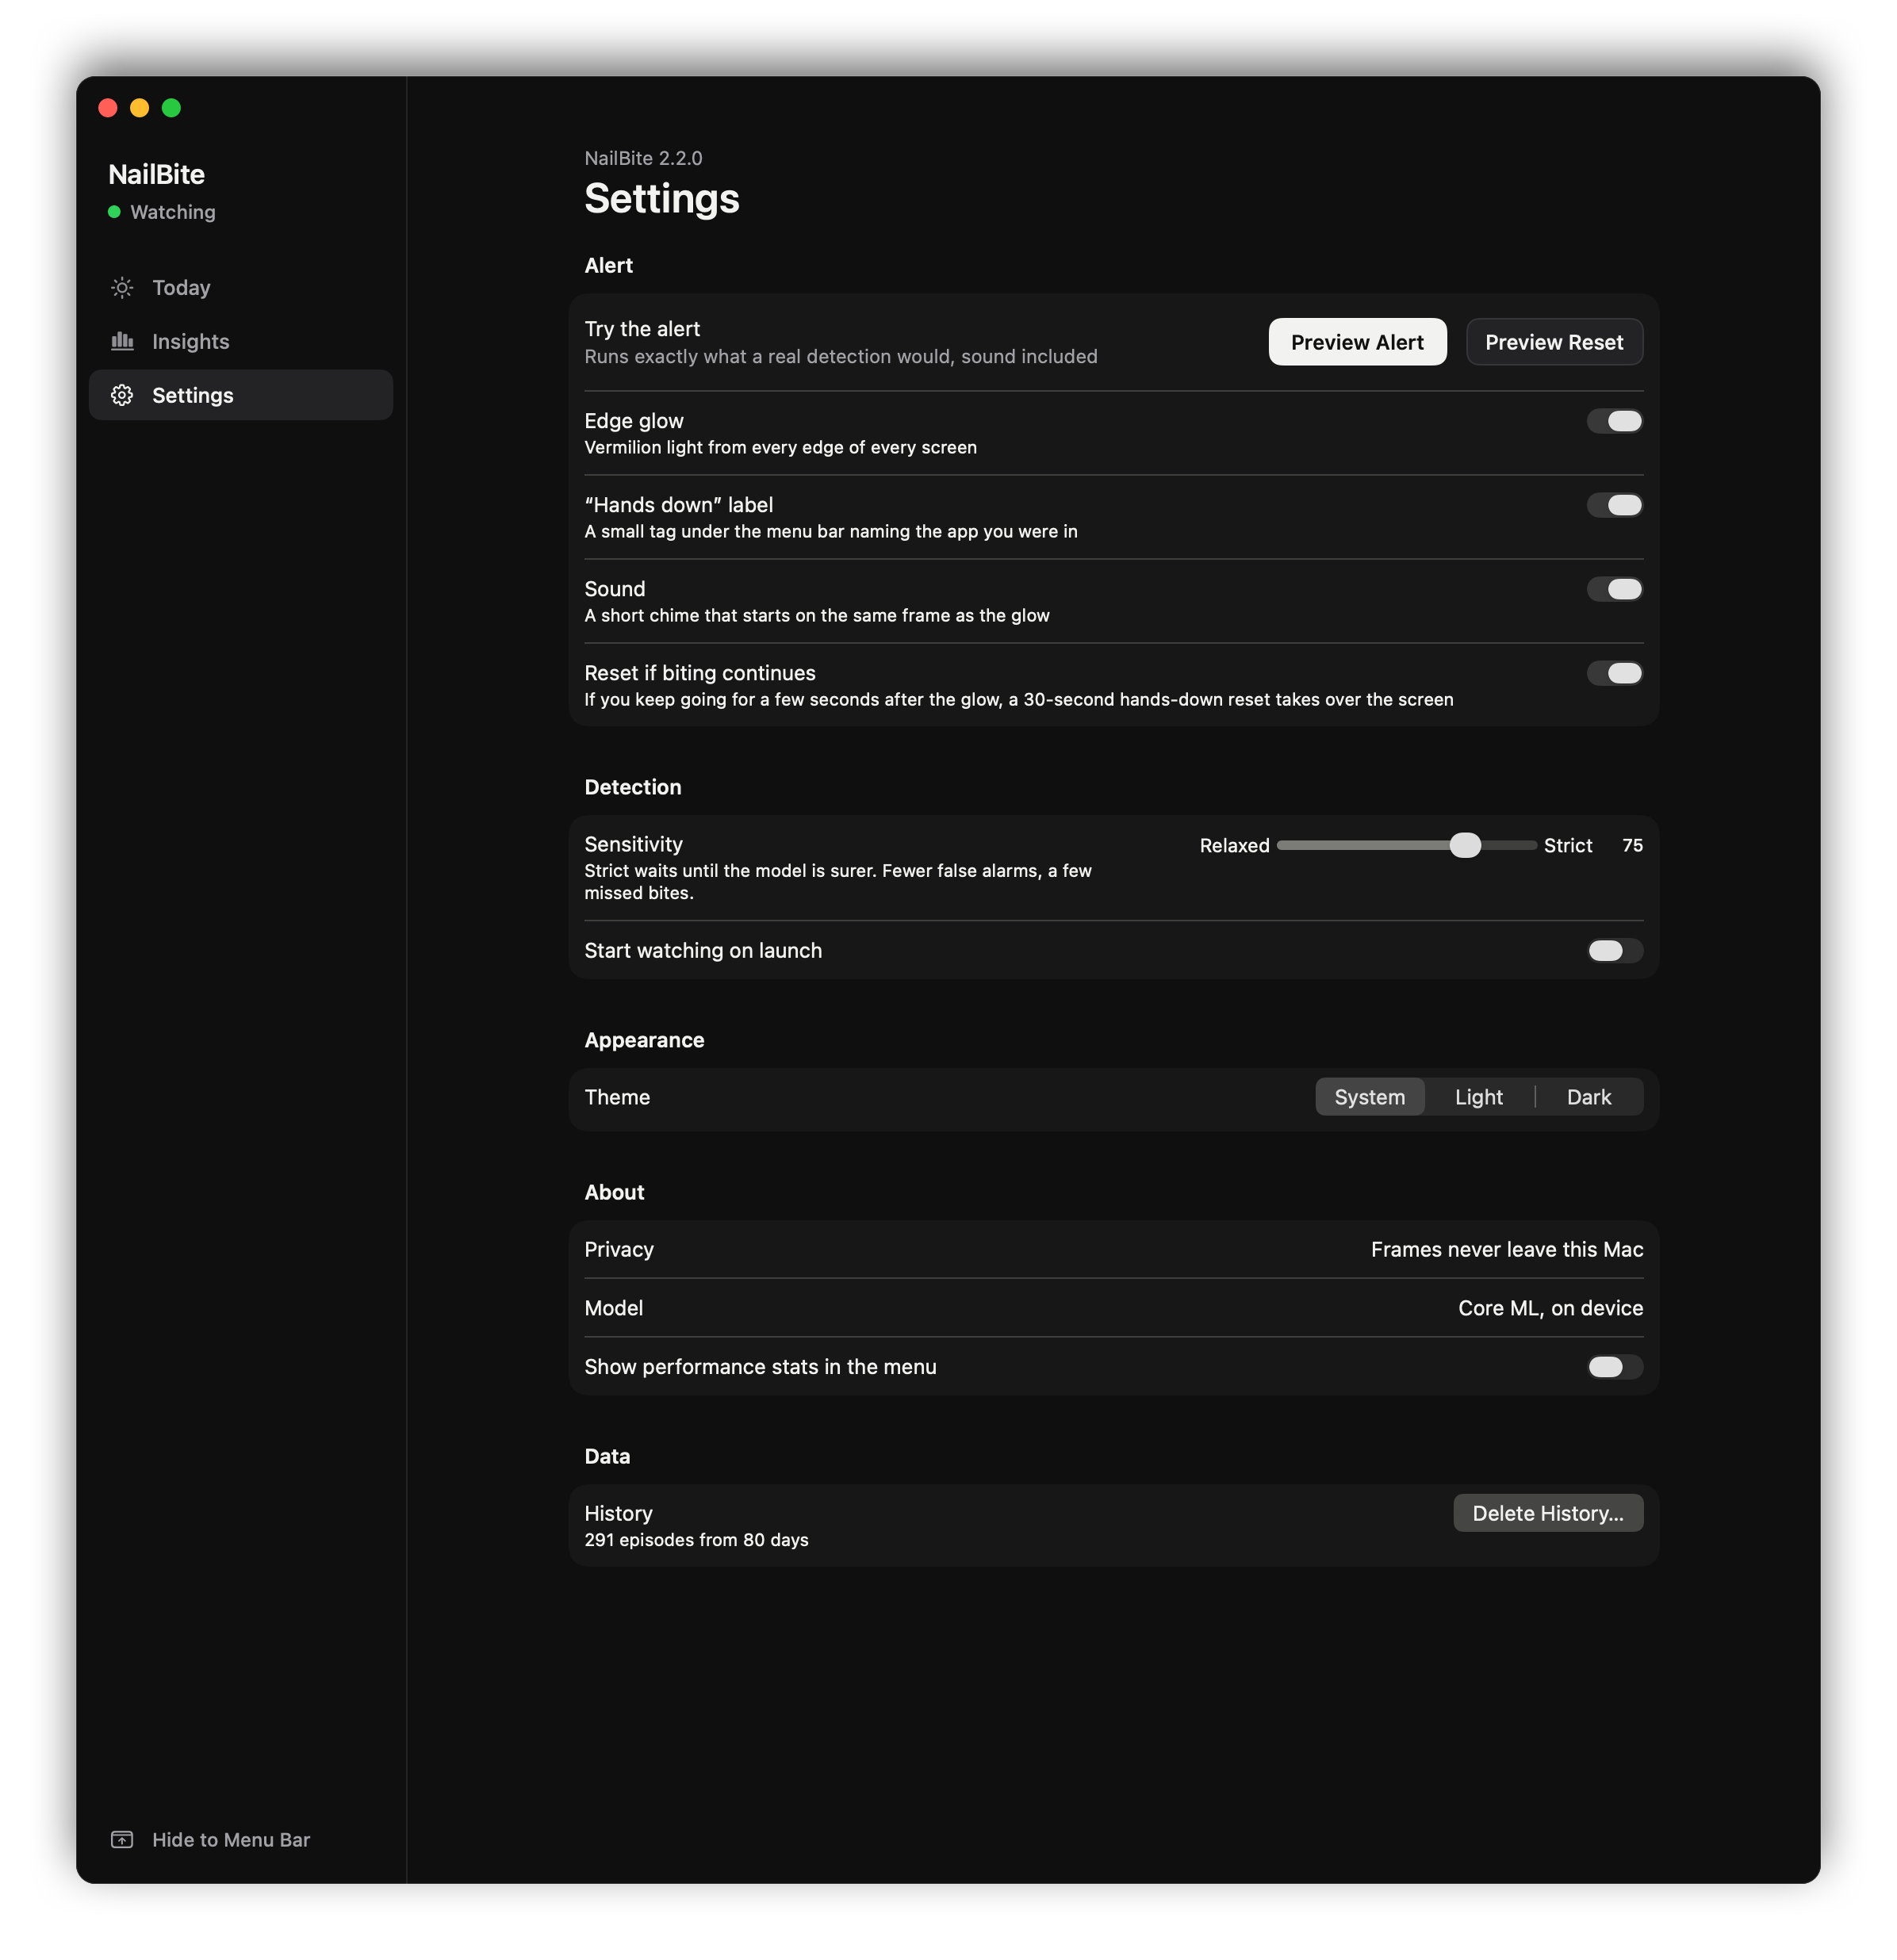 NailBite
Watching
Today
Insights
Settings
Hide to Menu Bar
NailBite 2.2.0
Settings
Alert
Try the alert
Runs exactly what a real detection would, sound included
Preview Alert
Preview Reset
Edge glow
Vermilion light from every edge of every screen
“Hands down” label
A small tag under the menu bar naming the app you were in
Sound
A short chime that starts on the same frame as the glow
Reset if biting continues
If you keep going for a few seconds after the glow, a 30-second hands-down reset takes over the screen
Detection
Sensitivity
Strict waits until the model is surer. Fewer false alarms, a few
missed bites.
Relaxed
Strict
75
Start watching on launch
Appearance
Theme
System
Light
Dark
About
Privacy
Frames never leave this Mac
Model
Core ML, on device
Show performance stats in the menu
Data
History
291 episodes from 80 days
Delete History...